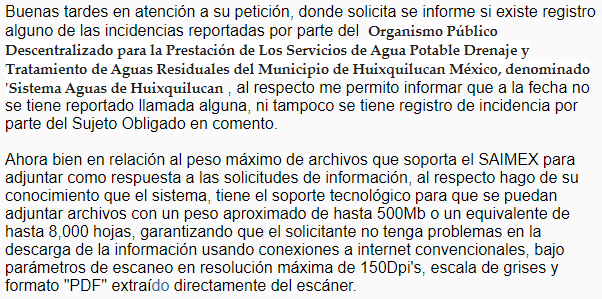 Buenas tardes en atención a su petición, donde solicita se informe si existe registro
alguno de las incidencias reportadas por parte del Organismo Público
Descentralizado para la Prestación de Los Servicios de Agua Potable Drenaje y
Tratamiento de Aguas Residuales del Municipio de Huixquilucan México, denominado
'Sistema Aguas de Huixquilucan , al respecto me permito informar que a la fecha no
se tiene reportado llamada alguna, ni tampoco se tiene registro de incidencia por
parte del Sujeto Obligado en comento.
Ahora bien en relación al peso máximo de archivos que soporta el SAIMEX para
adjuntar como respuesta a las solicitudes de información, al respecto hago de su
conocimiento que el sistema, tiene el soporte tecnológico para que se puedan
adjuntar archivos con un peso aproximado de hasta 500Mb o un equivalente de
hasta 8,000 hojas, garantizando que el solicitante no tenga problemas en la
descarga de la información usando conexiones a internet convencionales, bajo
parámetros de escaneo en resolución máxima de 150Dpi's, escala de grises y
formato "PDF" extraído directamente del escáner.